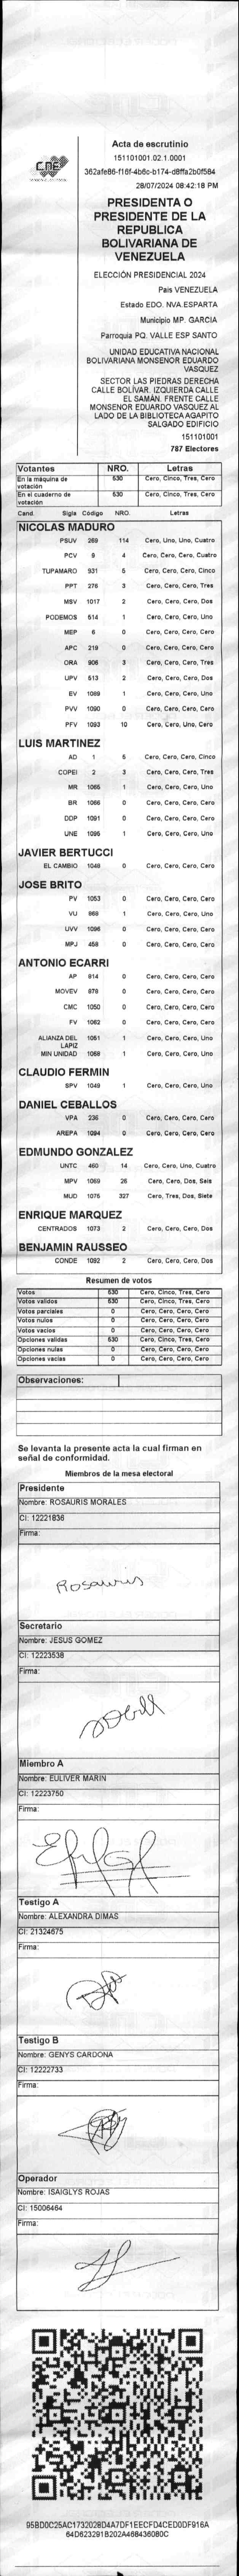 CNE
Acta de escrutinio
151101001.02.1.0001
362afe86-f16f-4b6c-b174-d8ffa2b0f584
28/07/2024 08:42:18 PM
PRESIDENTA O
PRESIDENTE DE LA
REPUBLICA
BOLIVARIANA DE
VENEZUELA
ELECCIÓN PRESIDENCIAL 2024
Pais VENEZUELA
Estado EDO. NVA.ESPARTA
Municipio MP. GARCIA
Parroquia PQ. VALLE ESP SANTO
UNIDAD EDUCATIVA NACIONAL
BOLIVARIANA MONSENOR EDUARDO
VASQUEZ
SECTOR LAS PIEDRAS DERECHA
CALLE BOLÍVAR. IZQUIERDA CALLE
EL SAMÁN. FRENTE CALLE
MONSENOR EDUARDO VASQUEZ AL
LADO DE LA BIBLIOTECA AGAPITO
SALGADO EDIFICIO
151101001
787 Electores
Votantes NRO. Letras
En la máquina de votación 530 Cero, Cinco, Tres, Cero
En el cuaderno de votación 530 Cero, Cinco, Tres, Cero
Cand. Sigla Código NRO. Letras
NICOLAS MADURO
PSUV 269 114 Cero, Uno, Uno, Cuatro
PCV 9 4 Cero, Cero, Cero, Cuatro
TUPAMARO 931 5 Cero, Cero, Cero, Cinco
PPT 276 3 Cero, Cero, Cero, Tres
MSV 1017 2 Cero, Cero, Cero, Dos
PODEMOS 514 1 Cero, Cero, Cero, Uno
MEP 6 0 Cero, Cero, Cero, Cero
APC 219 0 Cero, Cero, Cero, Cero
ORA 906 3 Cero, Cero, Cero, Tres
UPV 513 2 Cero, Cero, Cero, Dos
EV 1089 1 Cero, Cero, Cero, Uno
PVV 1090 0 Cero, Cero, Cero, Cero
PFV 1093 10 Cero, Cero, Uno, Cero
LUIS MARTINEZ
AD 1 5 Cero, Cero, Cero, Cinco
COPEI 2 3 Cero, Cero, Cero, Tres
MR 1065 1 Cero, Cero, Cero, Uno
BR 1066 0 Cero, Cero, Cero, Cero
DDP 1091 0 Cero, Cero, Cero, Cero
UNE 1095 1 Cero, Cero, Cero, Uno
JAVIER BERTUCCI
EL CAMBIO 1048 0 Cero, Cero, Cero, Cero
JOSE BRITO
PV 1053 0 Cero, Cero, Cero, Cero
VU 868 1 Cero, Cero, Cero, Uno
UVV 1096 0 Cero, Cero, Cero, Cero
MPJ 458 0 Cero, Cero, Cero, Cero
ANTONIO ECARRI
AP 814 0 Cero, Cero, Cero, Cero
MOVEV 978 0 Cero, Cero, Cero, Cero
CMC 1050 0 Cero, Cero, Cero, Cero
FV 1062 0 Cero, Cero, Cero, Cero
ALIANZA DEL LAPIZ 1051 1 Cero, Cero, Cero, Uno
MIN UNIDAD 1068 1 Cero, Cero, Cero, Uno
CLAUDIO FERMIN
SPV 1049 1 Cero, Cero, Cero, Uno
DANIEL CEBALLOS
VPA 236 0 Cero, Cero, Cero, Cero
AREPA 1094 0 Cero, Cero, Cero, Cero
EDMUNDO GONZALEZ
UNTC 460 14 Cero, Cero, Uno, Cuatro
MPV 1069 26 Cero, Cero, Dos, Seis
MUD 1075 327 Cero, Tres, Dos, Siete
ENRIQUE MARQUEZ
CENTRADOS 1073 2 Cero, Cero, Cero, Dos
BENJAMIN RAUSSEO
CONDE 1092 2 Cero, Cero, Cero, Dos
Resumen de votos
Votos 530 Cero, Cinco, Tres, Cero
Votos validos 530 Cero, Cinco, Tres, Cero
Votos parciales 0 Cero, Cero, Cero, Cero
Votos nulos 0 Cero, Cero, Cero, Cero
Votos vacios 0 Cero, Cero, Cero, Cero
Opciones validas 530 Cero, Cinco, Tres, Cero
Opciones nulas 0 Cero, Cero, Cero, Cero
Opciones vacias 0 Cero, Cero, Cero, Cero
Observaciones:
Se levanta la presente acta la cual firman en
señal de conformidad.
Miembros de la mesa electoral
Presidente
Nombre: ROSAURIS MORALES
CI: 12221836
Firma:
Rosauris
Secretario
Nombre: JESUS GOMEZ
CI: 12223538
Firma:
Miembro A
Nombre: EULIVER MARIN
CI: 12223750
Firma:
Testigo A
Nombre: ALEXANDRA DIMAS
CI: 21324675
Firma:
Testigo B
Nombre: GENYS CARDONA
CI: 12222733
Firma:
Operador
Nombre: ISAIGLYS ROJAS
CI: 15006464
Firma:
95BD0C25AC1732028D4A7DF1EECFD4CED0DF916A
64D623291B202A468436080C